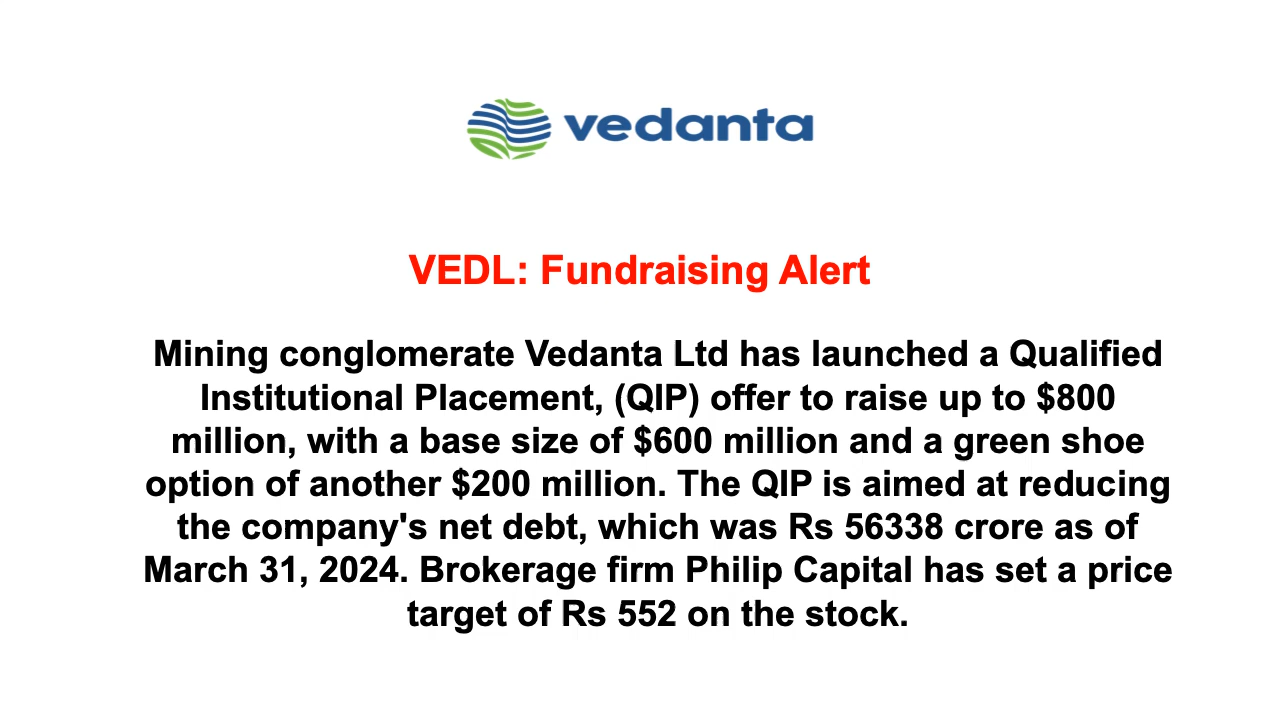 vedanta
VEDL: Fundraising Alert
Mining conglomerate Vedanta Ltd has launched a Qualified
Institutional Placement, (QIP) offer to raise up to $800
million, with a base size of $600 million and a green shoe
option of another $200 million. The QIP is aimed at reducing
the company's net debt, which was Rs 56338 crore as of
March 31, 2024. Brokerage firm Philip Capital has set a price
target of Rs 552 on the stock.